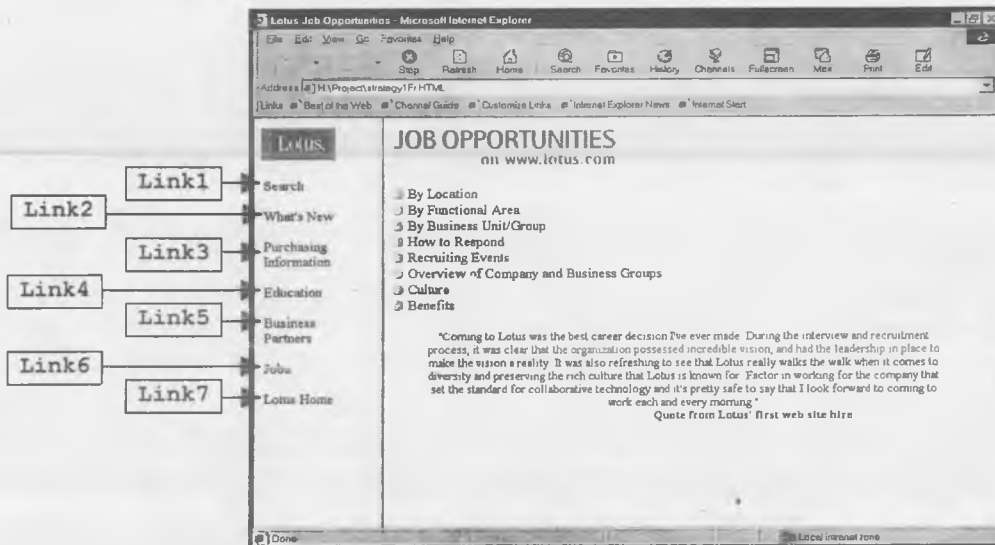 Lotus Job Opportunities - Microsoft Internet Explorer
File Edit View Go Favorites Help
Stop Refresh Home Search Favorites History Channels Fullscreen Print Edit
Address H:\Project\strategy1Fr HTML
Links Best of the Web Channel Guide Customize Links Internet Explorer News Internet Start
Lotus.
JOB OPPORTUNITIES
on www.lotus.com
Link1
Search
Link2
What's New
Link3
Purchasing
Information
Link4
Education
Link5
Business
Partners
Link6
Jobs
Link7
Lotus Home
By Location
By Functional Area
By Business Unit/Group
How to Respond
Recruiting Events
Overview of Company and Business Groups
Culture
Benefits
"Coming to Lotus was the best career decision I've ever made During the interview and recruitment
process, it was clear that the organization possessed incredible vision, and had the leadership in place to
make the vision a reality It was also refreshing to see that Lotus really walks the walk when it comes to
diversity and preserving the rich culture that Lotus is known for Factor in working for the company that
set the standard for collaborative technology and it's pretty safe to say that I look forward to coming to
work each and every morning "
Quote from Lotus' first web site hire
Done
Local intranet zone